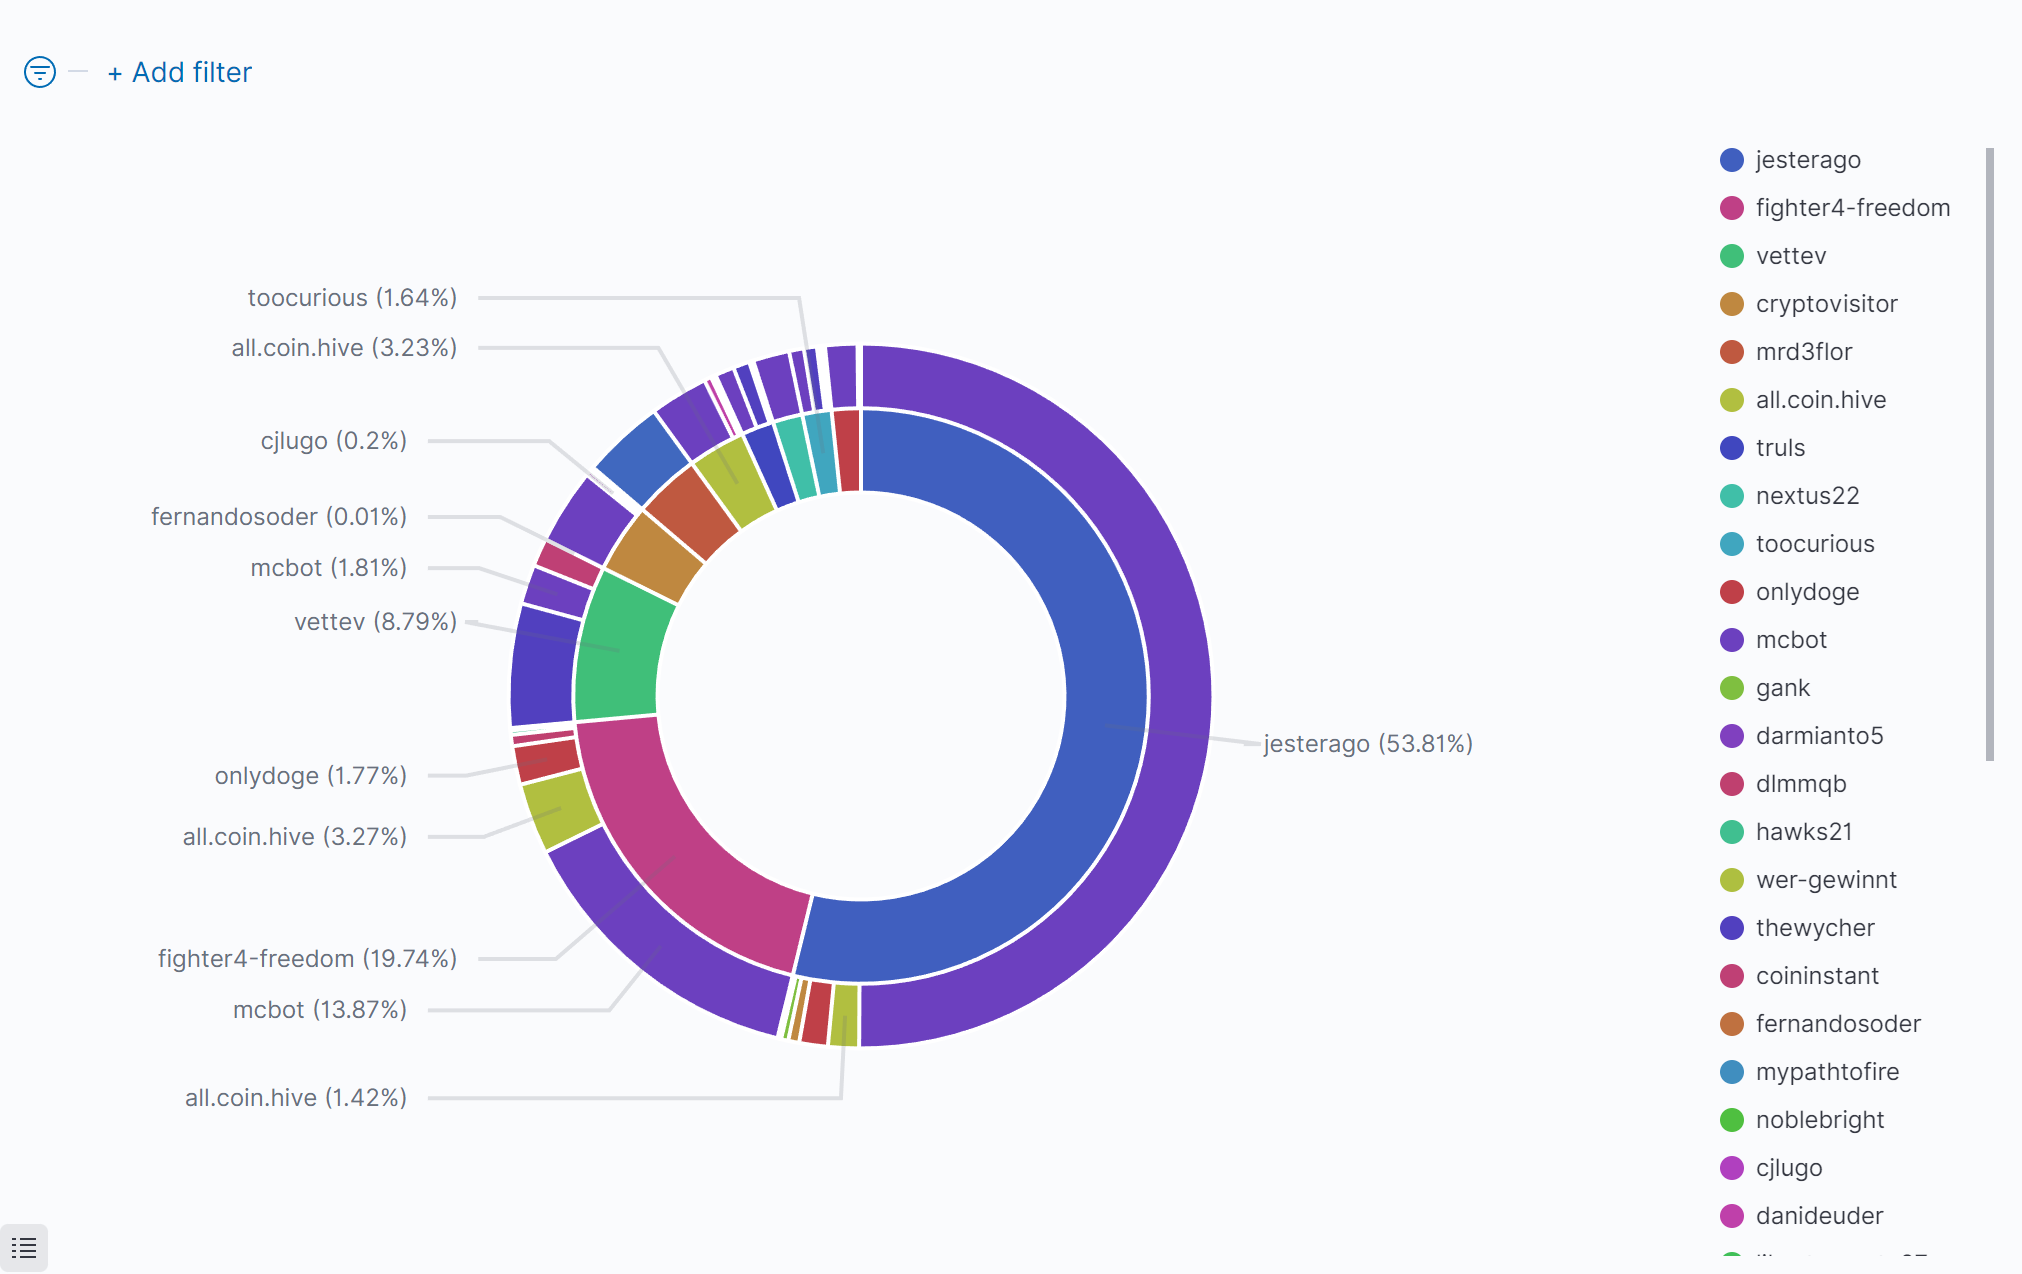 + Add filter
toocurious (1.64%)
all.coin.hive (3.23%)
cjlugo (0.2%)
fernandosoder (0.01%)
mcbot (1.81%)
vettev (8.79%)
onlydoge (1.77%)
all.coin.hive (3.27%)
fighter4-freedom (19.74%)
mcbot (13.87%)
all.coin.hive (1.42%)
jesterago (53.81%)
jesterago
fighter4-freedom
vettev
cryptovisitor
mrd3flor
all.coin.hive
truls
nextus22
toocurious
onlydoge
mcbot
gank
darmianto5
dlmmqb
hawks21
wer-gewinnt
thewycher
coininstant
fernandosoder
mypathtofire
noblebright
cjlugo
danideuder